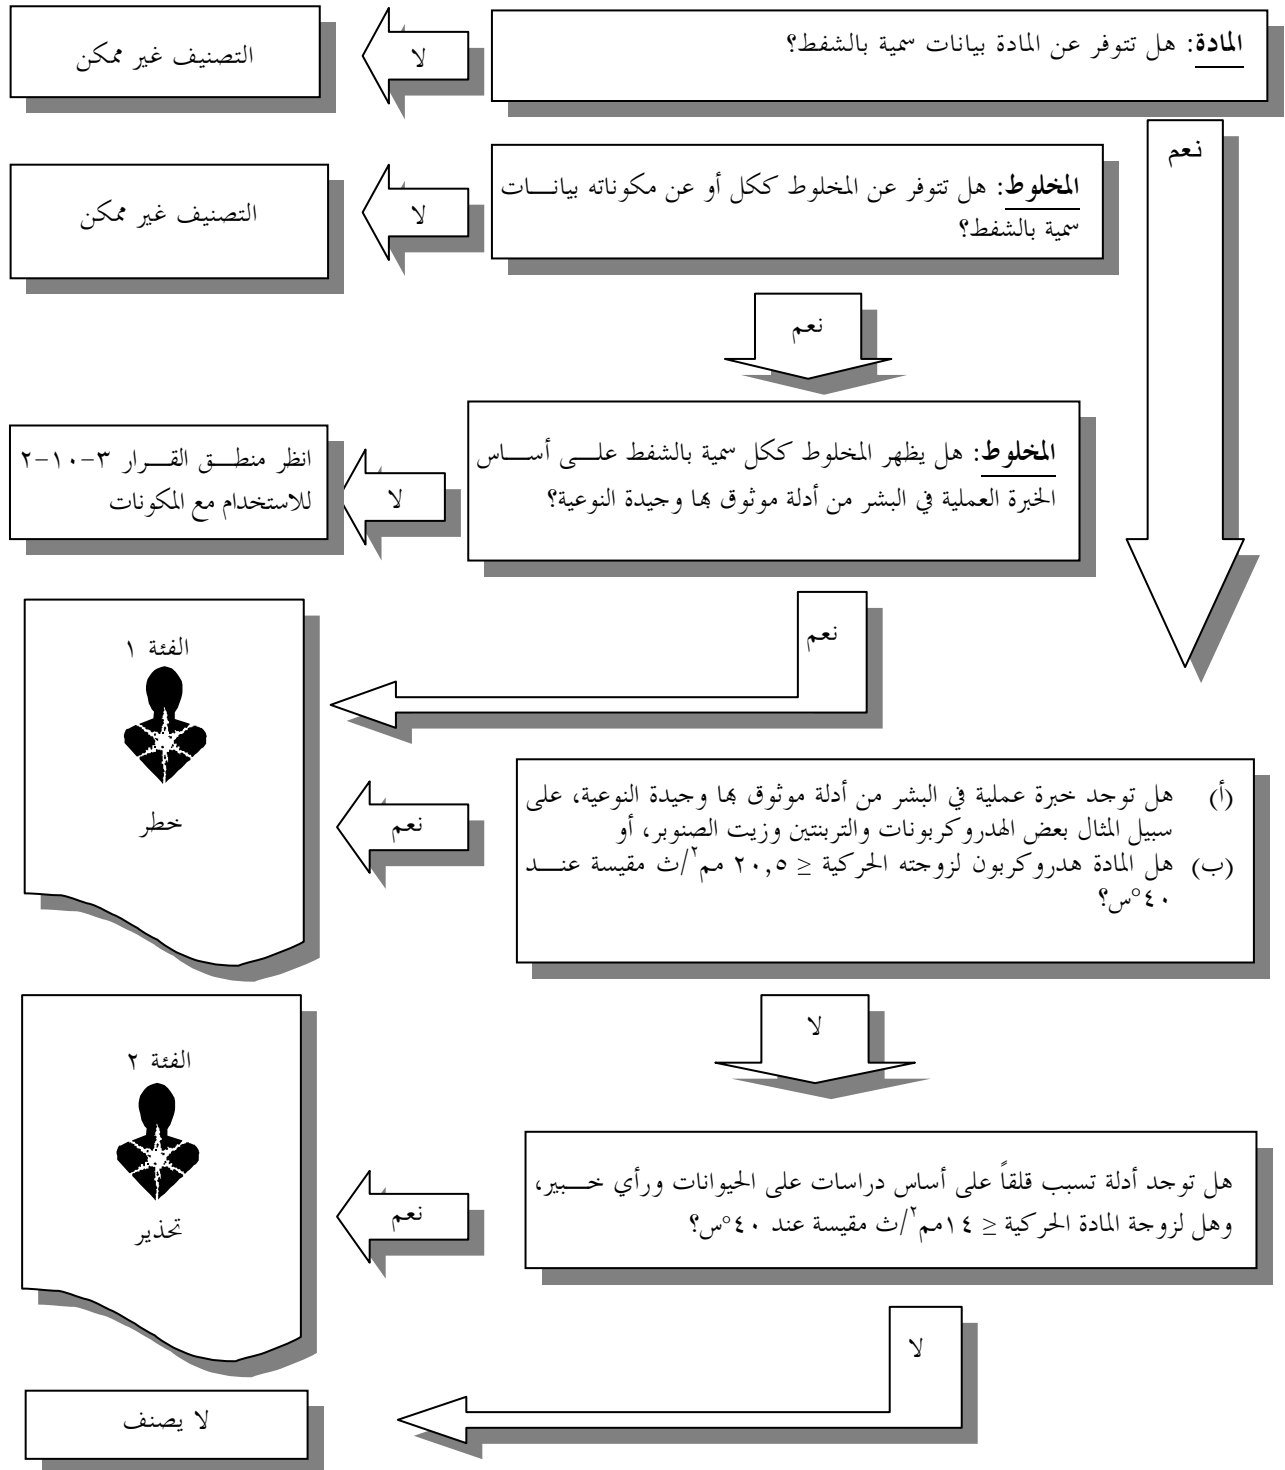 المادة: هل تتوفر عن المادة بيانات سمية بالشفط؟
لا
التصنيف غير ممكن
نعم
المخلوط: هل تتوفر عن المخلوط ككل أو عن مكوناته بيانات
سمية بالشفط؟
لا
التصنيف غير ممكن
نعم
المخلوط: هل يظهر المخلوط ككل سمية بالشفط على أساس
الخبرة العملية في البشر من أدلة موثوق بها وجيدة النوعية؟
لا
انظر منطق القرار ٣-١٠-٢
للاستخدام مع المكونات
نعم
الفئة ١
خطر
(أ) هل توجد خبرة عملية في البشر من أدلة موثوق بها وجيدة النوعية، على
سبيل المثال بعض الهدروكربونات والتربنتين وزيت الصنوبر، أو
(ب) هل المادة هدروكربون لزوجته الحركية ≥ ٢٠,٥ مم٢/ث مقيسة عند
٤٠°س؟
نعم
لا
الفئة ٢
تحذير
هل توجد أدلة تسبب قلقاً على أساس دراسات على الحيوانات ورأي خبير،
وهل لزوجة المادة الحركية ≥ ١٤مم٢/ث مقيسة عند ٤٠°س؟
نعم
لا
لا يصنف